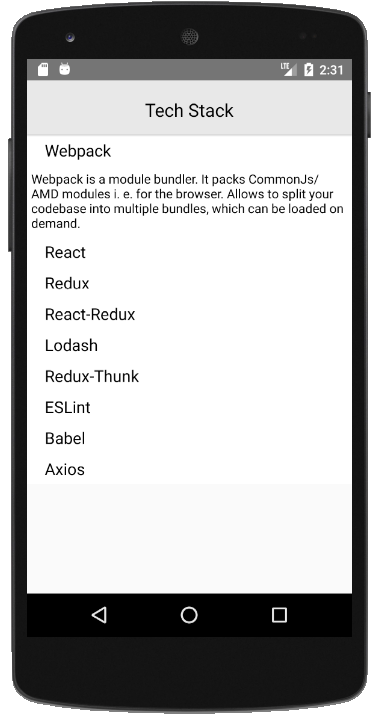 LTE 2:31
Tech Stack
Webpack
Webpack is a module bundler. It packs CommonJs/
AMD modules i. e. for the browser. Allows to split your
codebase into multiple bundles, which can be loaded on
demand.
React
Redux
React-Redux
Lodash
Redux-Thunk
ESLint
Babel
Axios